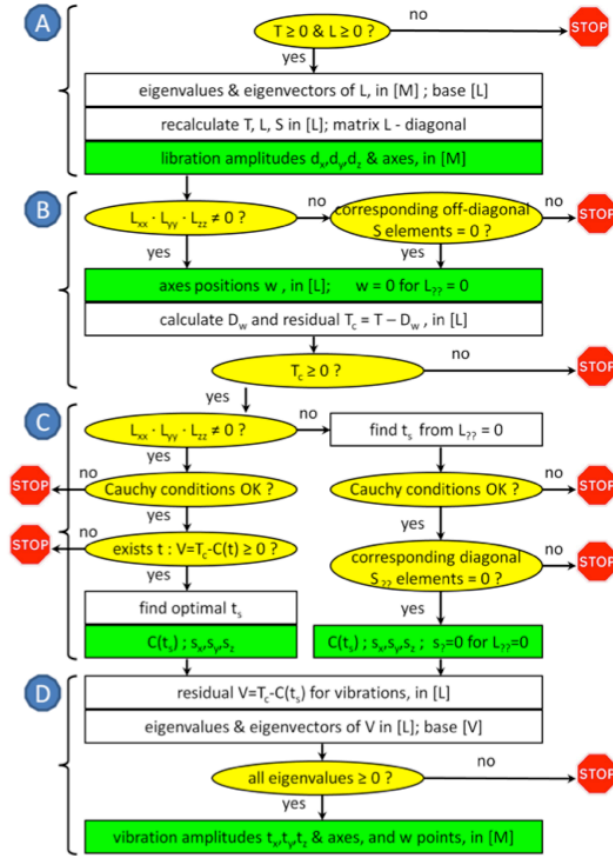 A
T ≥ 0 & L ≥ 0 ?
no
STOP
yes
eigenvalues & eigenvectors of L, in [M] ; base [L]
recalculate T, L, S in [L]; matrix L - diagonal
libration amplitudes dx,dy,dz & axes, in [M]
B
Lxx · Lyy · Lzz ≠ 0 ?
no
corresponding off-diagonal
S elements = 0 ?
no
STOP
yes
yes
axes positions w , in [L]; w = 0 for L?? = 0
calculate Dw and residual Tc = T – Dw , in [L]
Tc ≥ 0 ?
no
STOP
yes
C
Lxx · Lyy · Lzz ≠ 0 ?
no
find ts from L?? = 0
yes
STOP
no
Cauchy conditions OK ?
Cauchy conditions OK ?
no
STOP
yes
yes
STOP
no
exists t : V=Tc-C(t) ≥ 0 ?
corresponding diagonal
S?? elements = 0 ?
no
STOP
yes
yes
find optimal ts
C(ts) ; sx,sy,sz
C(ts) ; sx,sy,sz ; s?=0 for L??=0
D
residual V=Tc-C(ts) for vibrations, in [L]
eigenvalues & eigenvectors of V in [L]; base [V]
all eigenvalues ≥ 0 ?
no
STOP
yes
vibration amplitudes tx,ty,tz & axes, and w points, in [M]